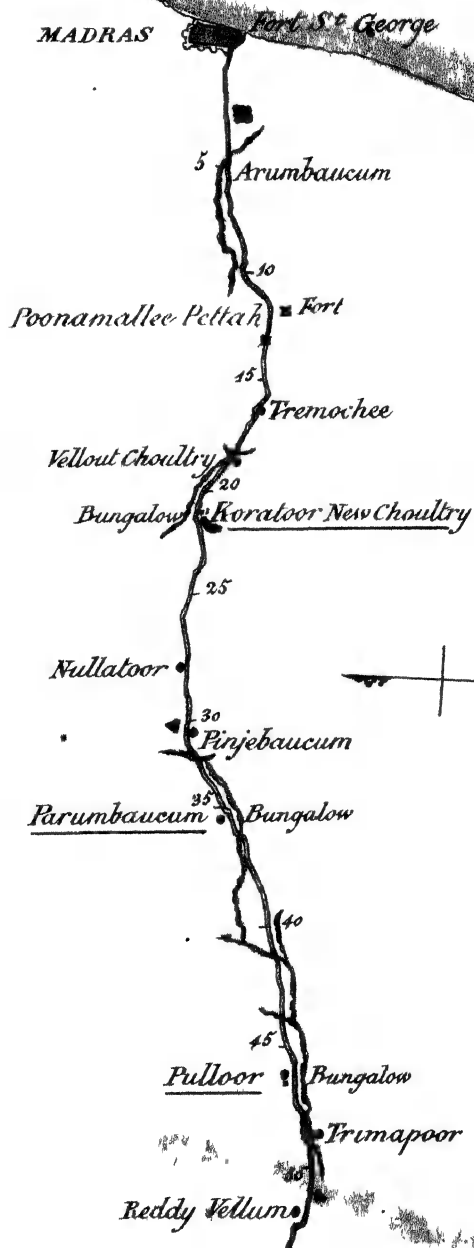 MADRAS
Fort St George
5
Arumbaucum
10
Poonamallee Pettah
Fort
15
Tremochee
Vellout Choultry
20
Bungalow
Koratoor New Choultry
25
Nullatoor
30
Pinjebaucum
35
Parumbaucum
Bungalow
40
45
Pulloor
Bungalow
Trimapoor
Reddy Vellum